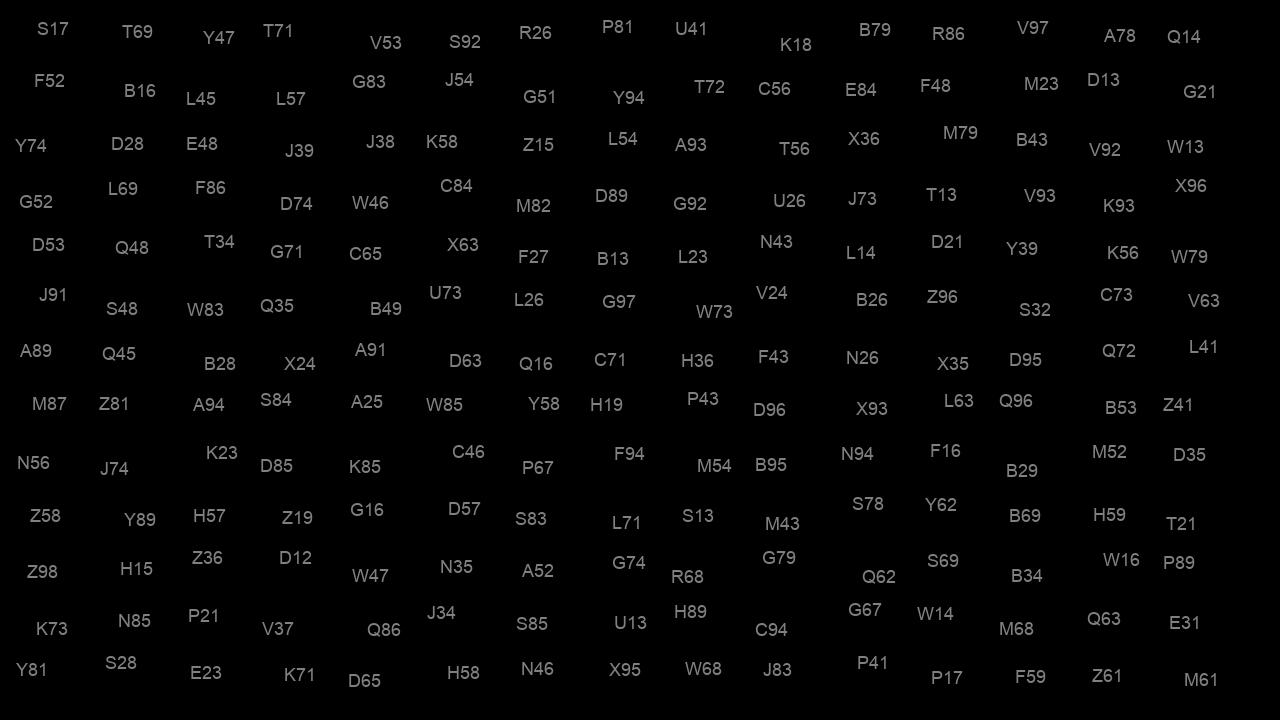 S17 T69 Y47 T71 V53 S92 R26 P81 U41 K18 B79 R86 V97 A78 Q14
F52 B16 L45 L57 G83 J54 G51 Y94 T72 C56 E84 F48 M23 D13 G21
Y74 D28 E48 J39 J38 K58 Z15 L54 A93 T56 X36 M79 B43 V92 W13
G52 L69 F86 D74 W46 C84 M82 D89 G92 U26 J73 T13 V93 K93 X96
D53 Q48 T34 G71 C65 X63 F27 B13 L23 N43 L14 D21 Y39 K56 W79
J91 S48 W83 Q35 B49 U73 L26 G97 W73 V24 B26 Z96 S32 C73 V63
A89 Q45 B28 X24 A91 D63 Q16 C71 H36 F43 N26 X35 D95 Q72 L41
M87 Z81 A94 S84 A25 W85 Y58 H19 P43 D96 X93 L63 Q96 B53 Z41
N56 J74 K23 D85 K85 C46 P67 F94 M54 B95 N94 F16 B29 M52 D35
Z58 Y89 H57 Z19 G16 D57 S83 L71 S13 M43 S78 Y62 B69 H59 T21
Z98 H15 Z36 D12 W47 N35 A52 G74 R68 G79 Q62 S69 B34 W16 P89
K73 N85 P21 V37 Q86 J34 S85 U13 H89 C94 G67 W14 M68 Q63 E31
Y81 S28 E23 K71 D65 H58 N46 X95 W68 J83 P41 P17 F59 Z61 M61